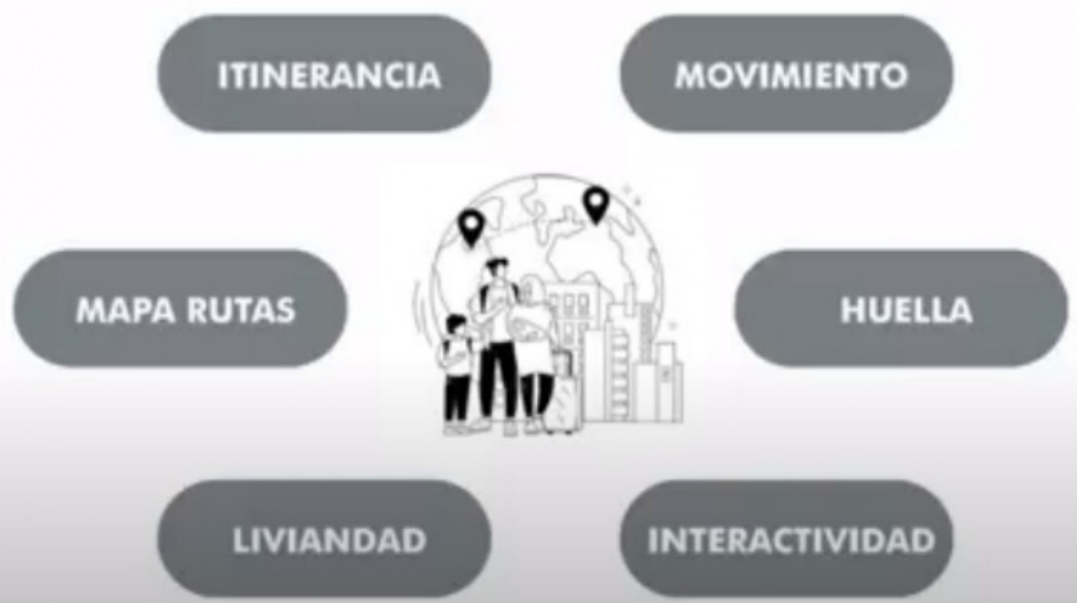 ITINERANCIA
MOVIMIENTO
MAPA RUTAS
HUELLA
LIVIANDAD
INTERACTIVIDAD